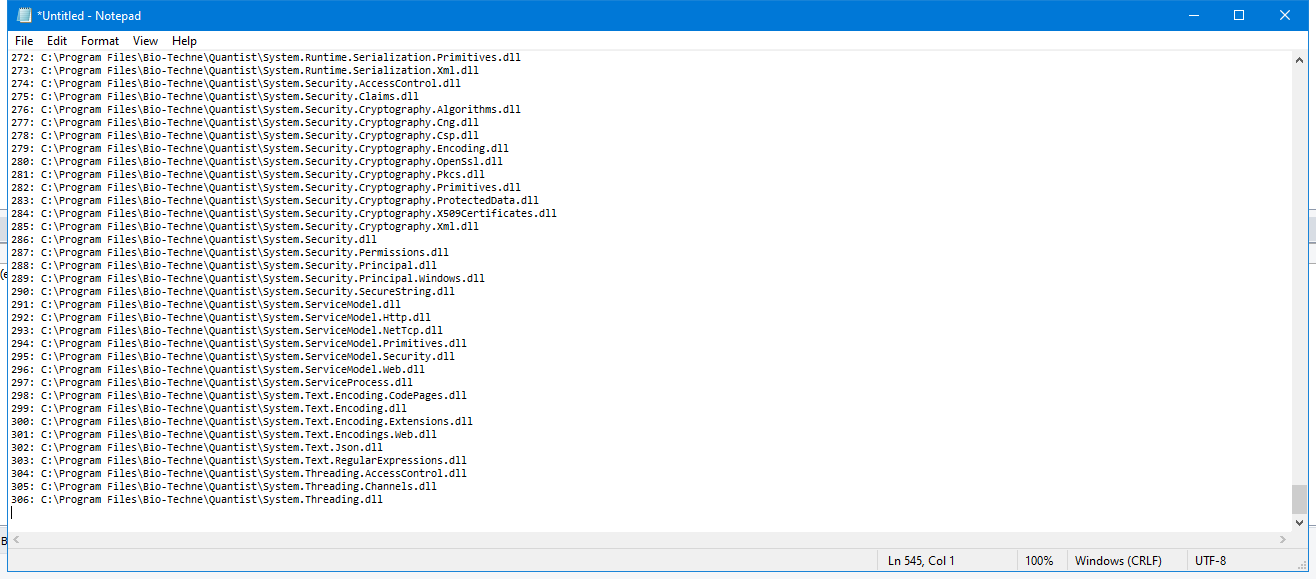 *Untitled - Notepad
File Edit Format View Help
272: C:\Program Files\Bio-Techne\Quantist\System.Runtime.Serialization.Primitives.dll
273: C:\Program Files\Bio-Techne\Quantist\System.Runtime.Serialization.Xml.dll
274: C:\Program Files\Bio-Techne\Quantist\System.Security.AccessControl.dll
275: C:\Program Files\Bio-Techne\Quantist\System.Security.Claims.dll
276: C:\Program Files\Bio-Techne\Quantist\System.Security.Cryptography.Algorithms.dll
277: C:\Program Files\Bio-Techne\Quantist\System.Security.Cryptography.Cng.dll
278: C:\Program Files\Bio-Techne\Quantist\System.Security.Cryptography.Csp.dll
279: C:\Program Files\Bio-Techne\Quantist\System.Security.Cryptography.Encoding.dll
280: C:\Program Files\Bio-Techne\Quantist\System.Security.Cryptography.OpenSsl.dll
281: C:\Program Files\Bio-Techne\Quantist\System.Security.Cryptography.Pkcs.dll
282: C:\Program Files\Bio-Techne\Quantist\System.Security.Cryptography.Primitives.dll
283: C:\Program Files\Bio-Techne\Quantist\System.Security.Cryptography.ProtectedData.dll
284: C:\Program Files\Bio-Techne\Quantist\System.Security.Cryptography.X509Certificates.dll
285: C:\Program Files\Bio-Techne\Quantist\System.Security.Cryptography.Xml.dll
286: C:\Program Files\Bio-Techne\Quantist\System.Security.dll
287: C:\Program Files\Bio-Techne\Quantist\System.Security.Permissions.dll
288: C:\Program Files\Bio-Techne\Quantist\System.Security.Principal.dll
289: C:\Program Files\Bio-Techne\Quantist\System.Security.Principal.Windows.dll
290: C:\Program Files\Bio-Techne\Quantist\System.Security.SecureString.dll
291: C:\Program Files\Bio-Techne\Quantist\System.ServiceModel.dll
292: C:\Program Files\Bio-Techne\Quantist\System.ServiceModel.Http.dll
293: C:\Program Files\Bio-Techne\Quantist\System.ServiceModel.NetTcp.dll
294: C:\Program Files\Bio-Techne\Quantist\System.ServiceModel.Primitives.dll
295: C:\Program Files\Bio-Techne\Quantist\System.ServiceModel.Security.dll
296: C:\Program Files\Bio-Techne\Quantist\System.ServiceModel.Web.dll
297: C:\Program Files\Bio-Techne\Quantist\System.ServiceProcess.dll
298: C:\Program Files\Bio-Techne\Quantist\System.Text.Encoding.CodePages.dll
299: C:\Program Files\Bio-Techne\Quantist\System.Text.Encoding.dll
300: C:\Program Files\Bio-Techne\Quantist\System.Text.Encoding.Extensions.dll
301: C:\Program Files\Bio-Techne\Quantist\System.Text.Encodings.Web.dll
302: C:\Program Files\Bio-Techne\Quantist\System.Text.Json.dll
303: C:\Program Files\Bio-Techne\Quantist\System.Text.RegularExpressions.dll
304: C:\Program Files\Bio-Techne\Quantist\System.Threading.AccessControl.dll
305: C:\Program Files\Bio-Techne\Quantist\System.Threading.Channels.dll
306: C:\Program Files\Bio-Techne\Quantist\System.Threading.dll
Ln 545, Col 1 100% Windows (CRLF) UTF-8